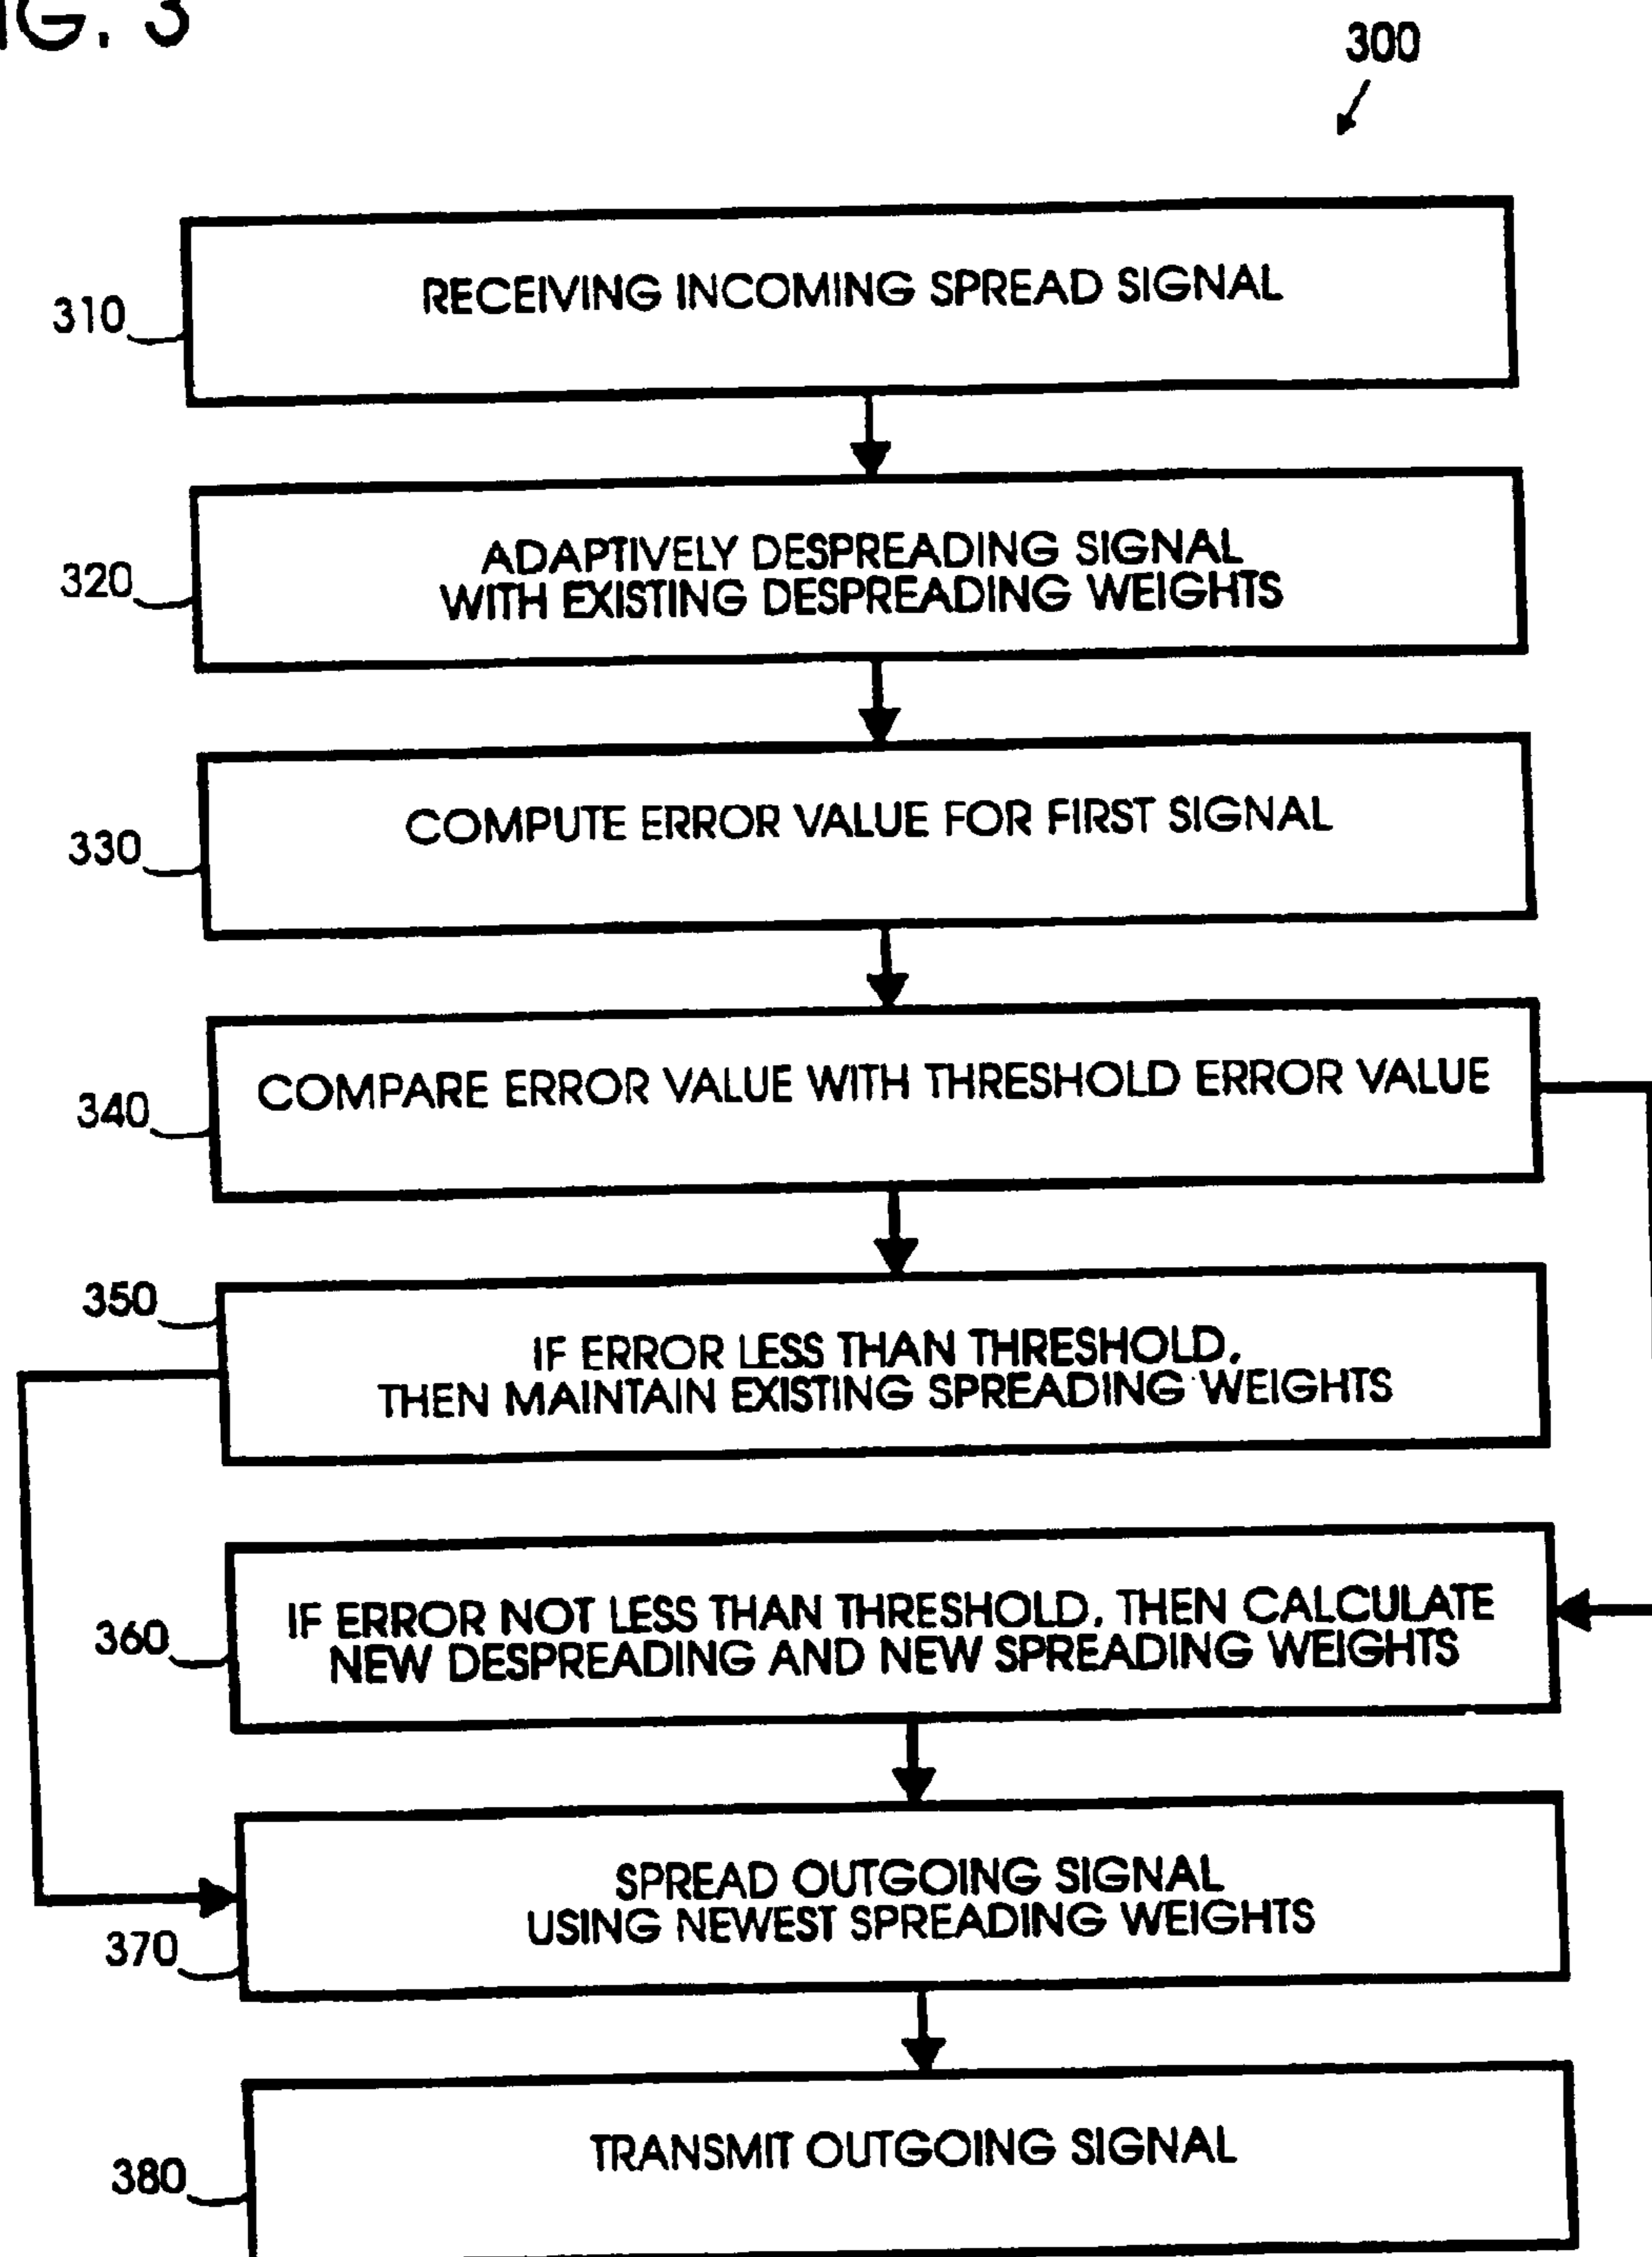 IG. 3
300
310
RECEIVING INCOMING SPREAD SIGNAL
320
ADAPTIVELY DESPREADING SIGNAL
WITH EXISTING DESPREADING WEIGHTS
330
COMPUTE ERROR VALUE FOR FIRST SIGNAL
340
COMPARE ERROR VALUE WITH THRESHOLD ERROR VALUE
350
IF ERROR LESS THAN THRESHOLD,
THEN MAINTAIN EXISTING SPREADING WEIGHTS
360
IF ERROR NOT LESS THAN THRESHOLD, THEN CALCULATE
NEW DESPREADING AND NEW SPREADING WEIGHTS
370
SPREAD OUTGOING SIGNAL
USING NEWEST SPREADING WEIGHTS
380
TRANSMIT OUTGOING SIGNAL